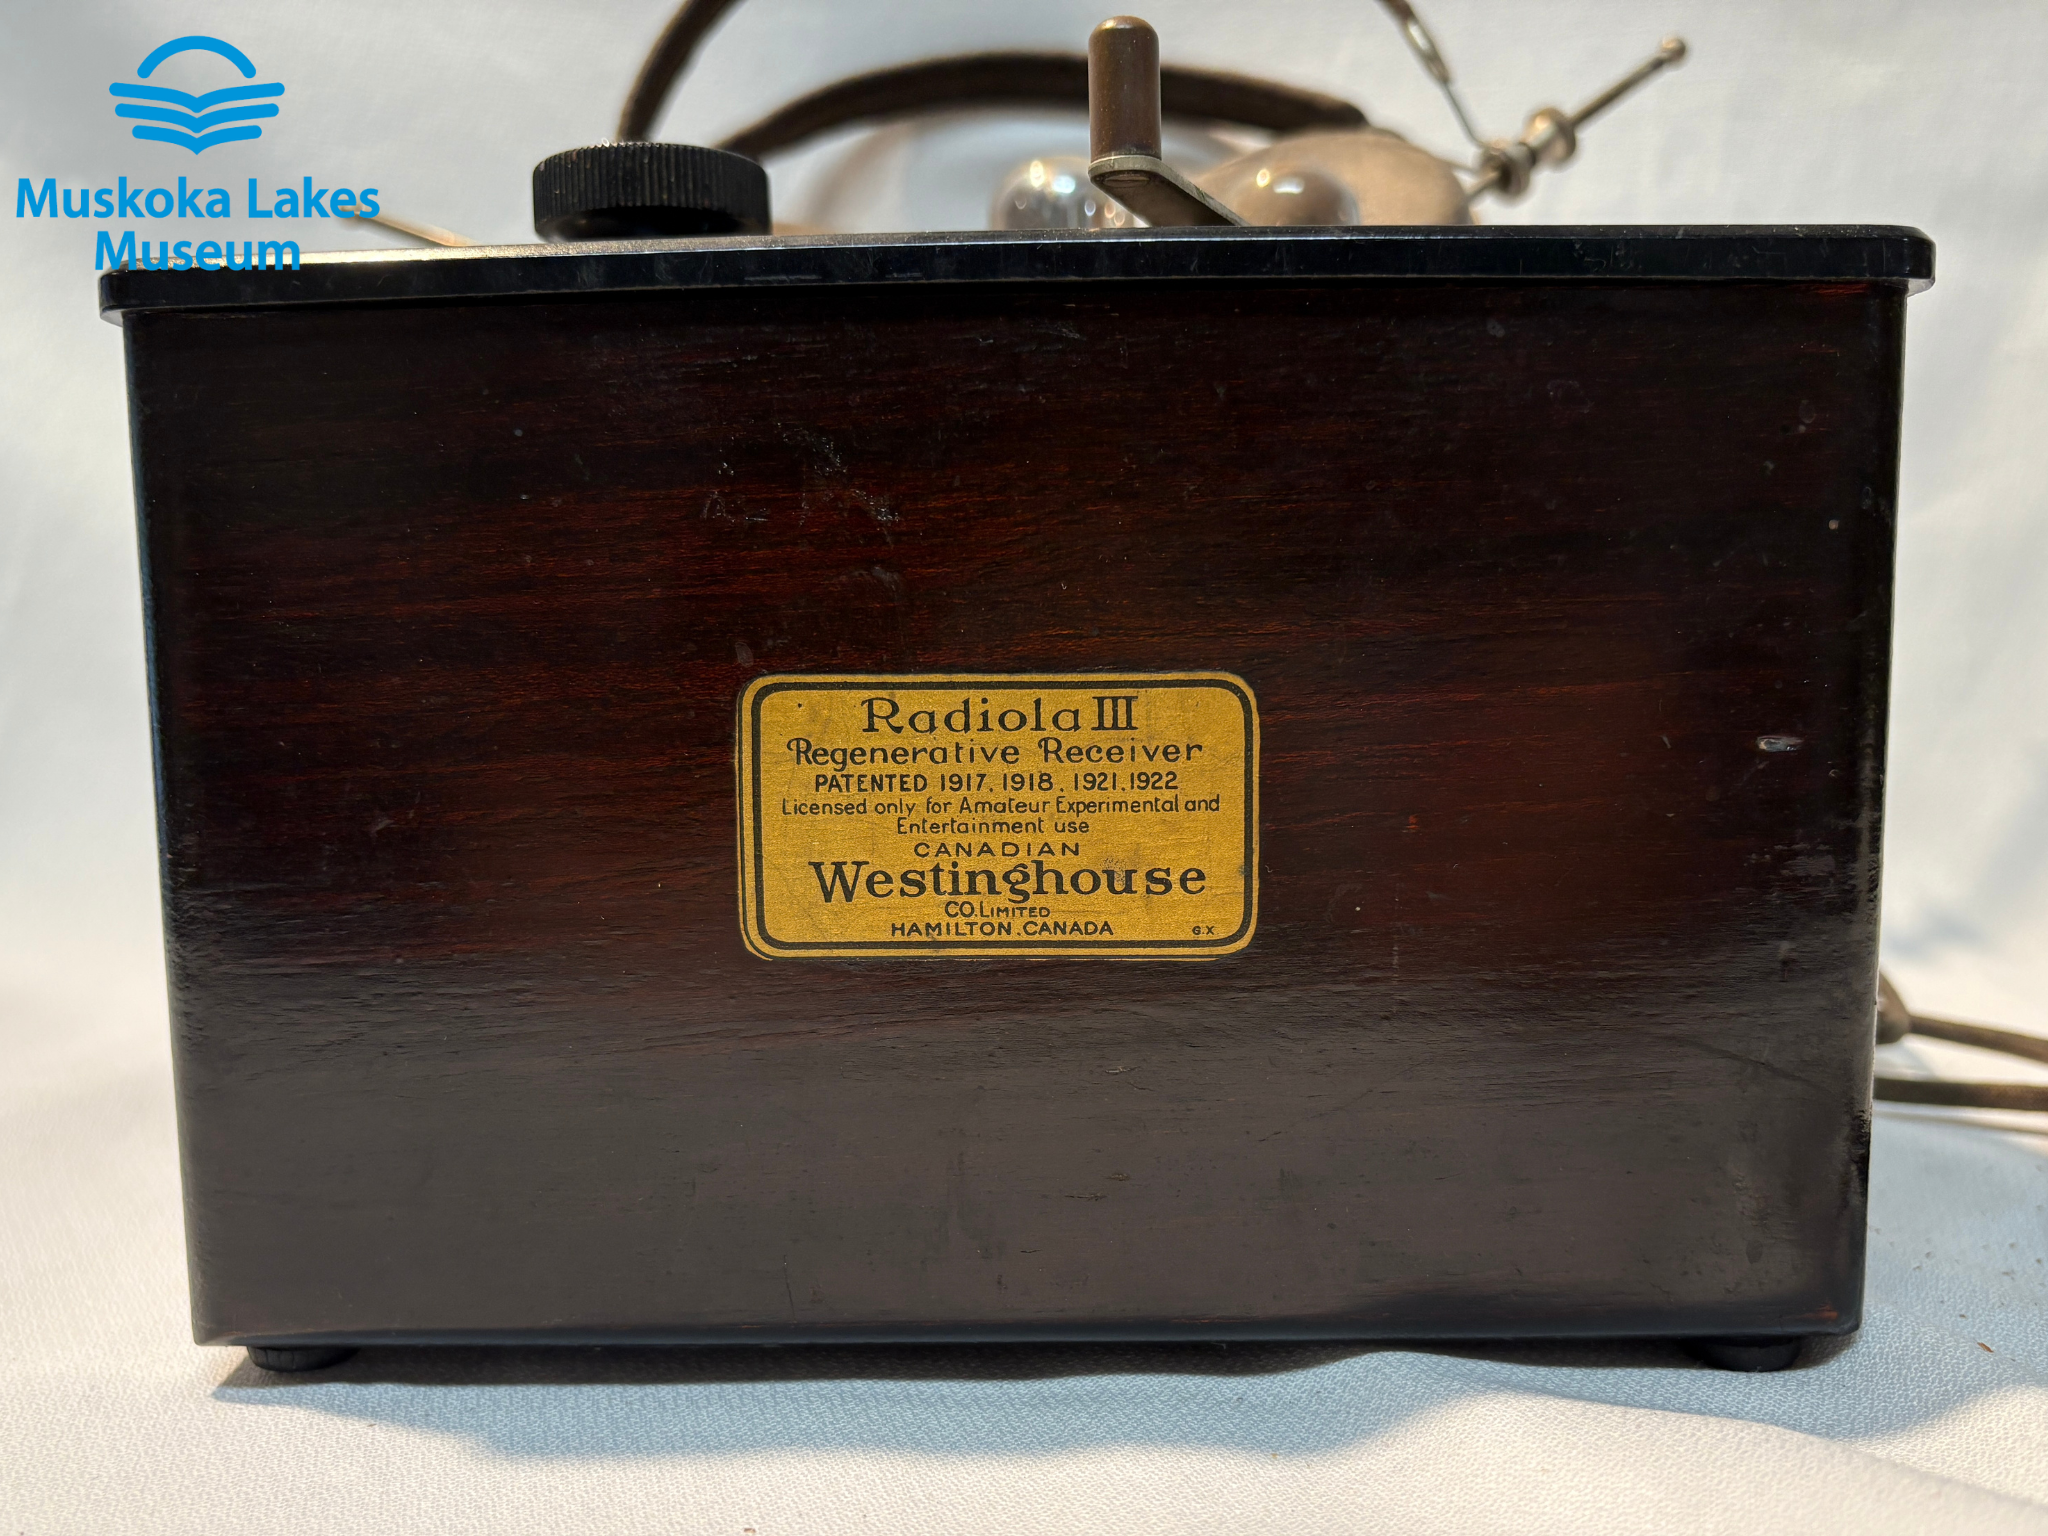 Muskoka Lakes
Museum
Radiola III
Regenerative Receiver
PATENTED 1917, 1918, 1921, 1922
Licensed only for Amateur Experimental and
Entertainment use
CANADIAN
Westinghouse
CO. LIMITED
HAMILTON, CANADA
G.X